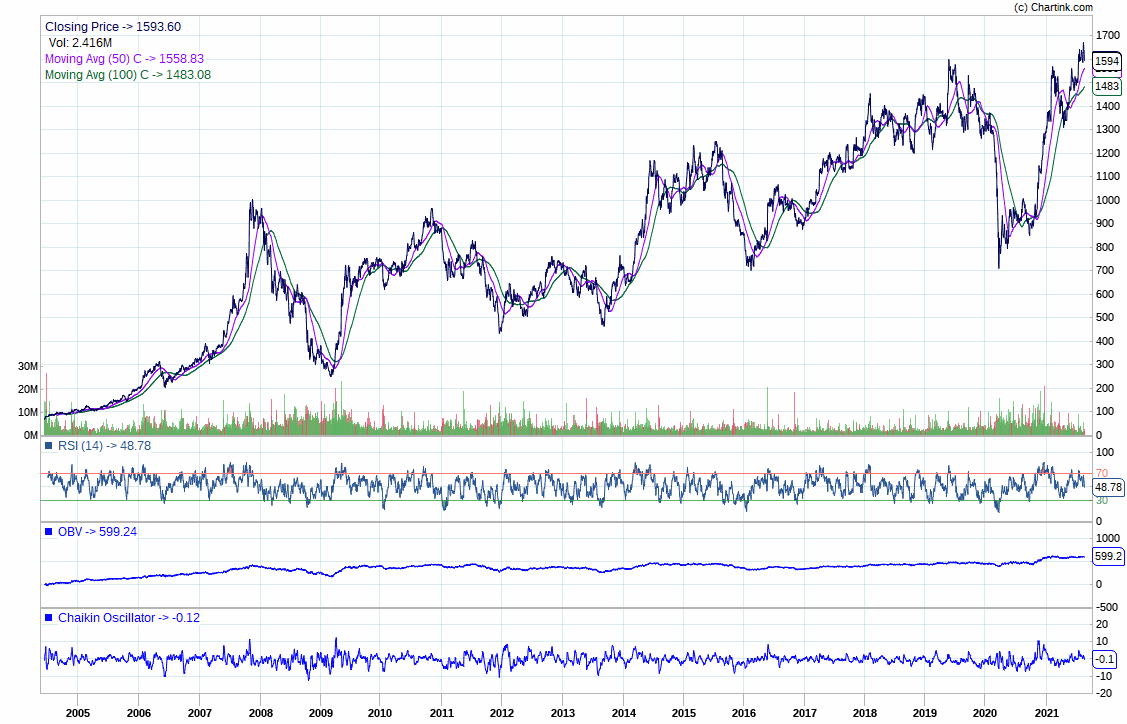 (c) Chartink.com
Closing Price -> 1593.60
Vol: 2.416M
Moving Avg (50) C -> 1558.83
Moving Avg (100) C -> 1483.08
1700
1594
1483
1400
1300
1200
1100
1000
900
800
700
600
500
400
300
200
100
0
30M
20M
10M
0M
RSI (14) -> 48.78
100
70
48.78
30
0
OBV -> 599.24
1000
599.2
0
-500
Chaikin Oscillator -> -0.12
20
10
-0.1
-10
-20
2005 2006 2007 2008 2009 2010 2011 2012 2013 2014 2015 2016 2017 2018 2019 2020 2021